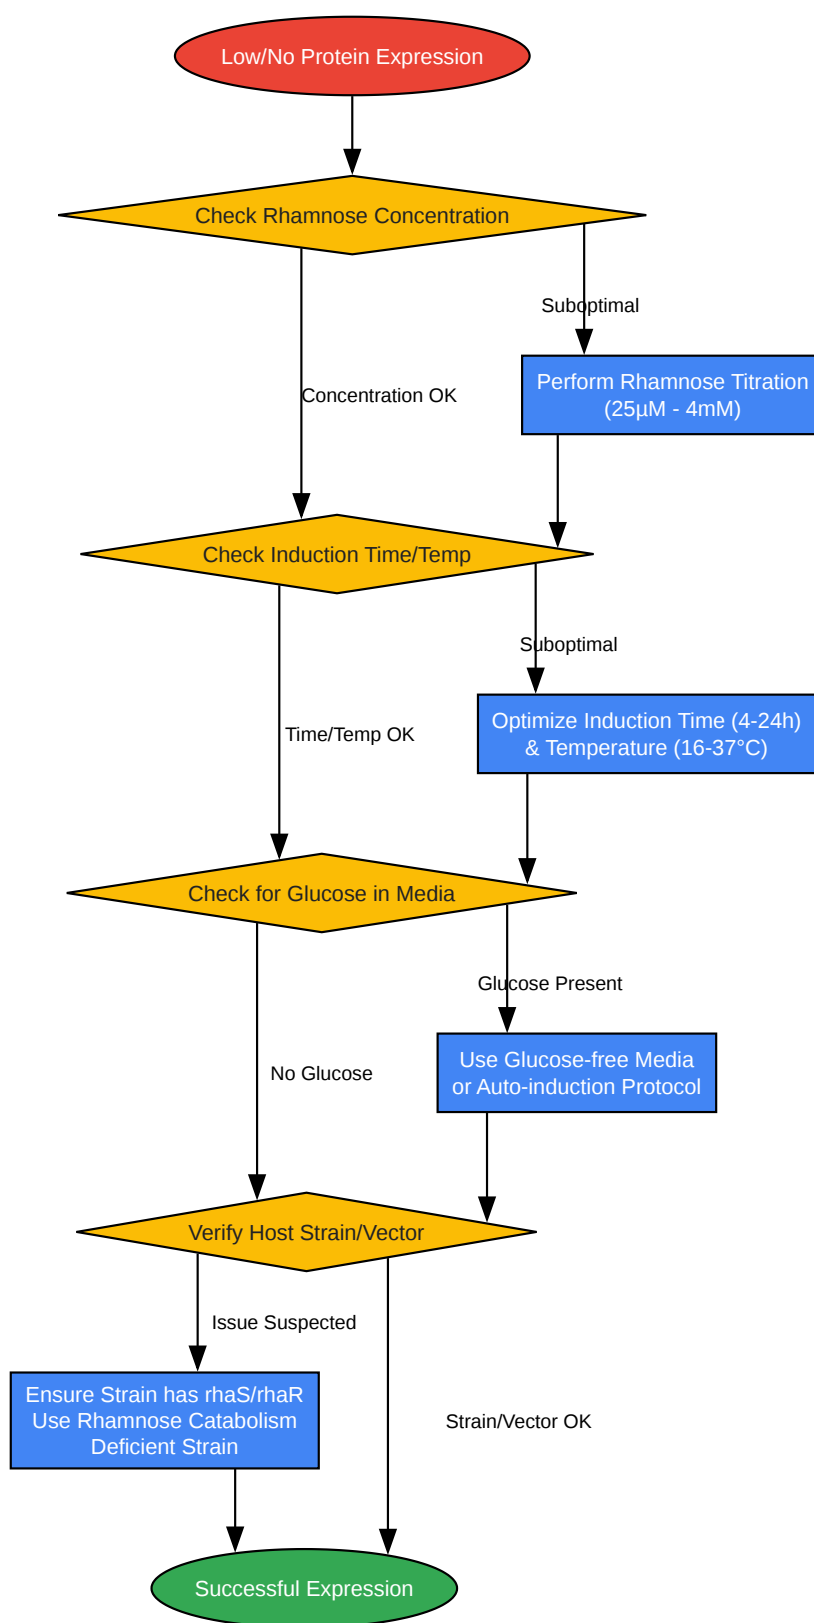 Low/No Protein Expression
Check Rhamnose Concentration
Suboptimal
Perform Rhamnose Titration
(25µM - 4mM)
Concentration OK
Check Induction Time/Temp
Suboptimal
Optimize Induction Time (4-24h)
& Temperature (16-37°C)
Time/Temp OK
Check for Glucose in Media
Glucose Present
Use Glucose-free Media
or Auto-induction Protocol
No Glucose
Verify Host Strain/Vector
Issue Suspected
Ensure Strain has rhaS/rhaR
Use Rhamnose Catabolism
Deficient Strain
Strain/Vector OK
Successful Expression